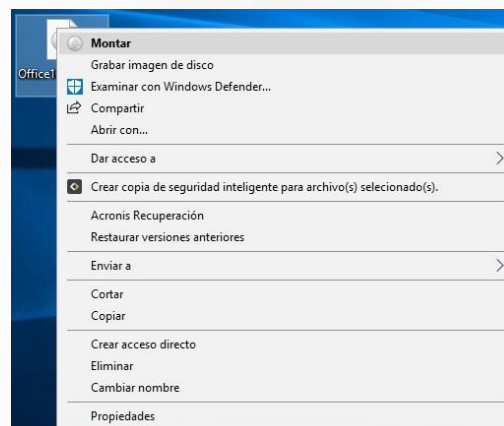 Office1
Montar
Grabar imagen de disco
Examinar con Windows Defender...
Compartir
Abrir con...
Dar acceso a
Crear copia de seguridad inteligente para archivo(s) selecionado(s).
Acronis Recuperación
Restaurar versiones anteriores
Enviar a
Cortar
Copiar
Crear acceso directo
Eliminar
Cambiar nombre
Propiedades